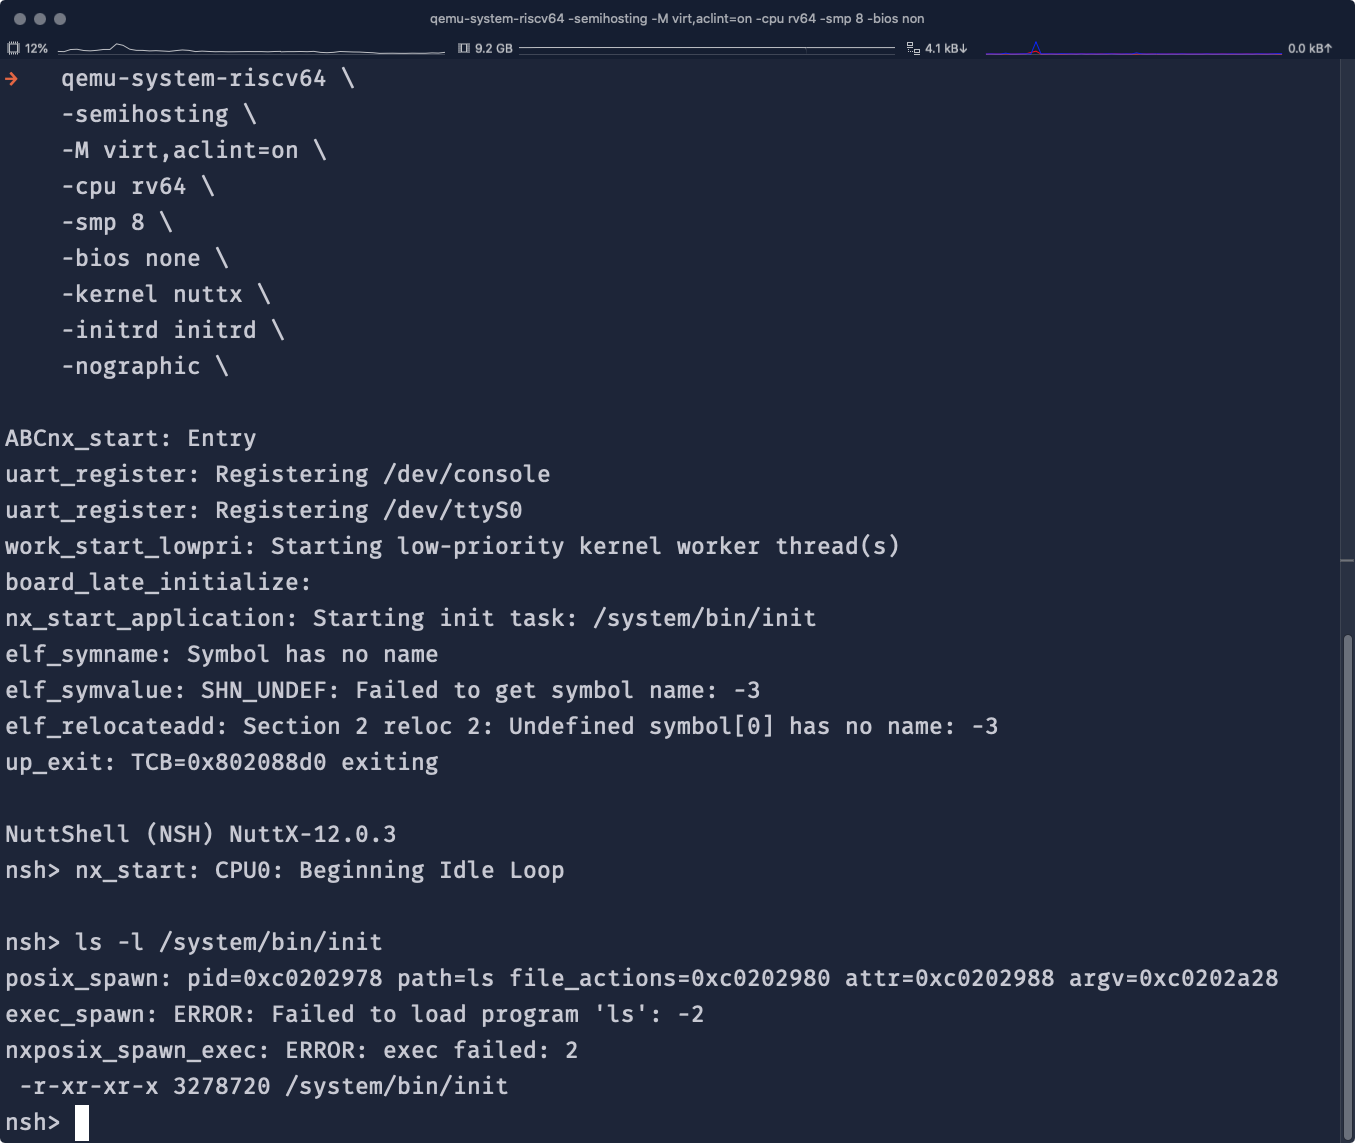 qemu-system-riscv64 -semihosting -M virt,aclint=on -cpu rv64 -smp 8 -bios non
12% 9.2 GB 4.1 kB↓ 0.0 kB↑
→ qemu-system-riscv64 \
-semihosting \
-M virt,aclint=on \
-cpu rv64 \
-smp 8 \
-bios none \
-kernel nuttx \
-initrd initrd \
-nographic \
ABCnx_start: Entry
uart_register: Registering /dev/console
uart_register: Registering /dev/ttyS0
work_start_lowpri: Starting low-priority kernel worker thread(s)
board_late_initialize:
nx_start_application: Starting init task: /system/bin/init
elf_symname: Symbol has no name
elf_symvalue: SHN_UNDEF: Failed to get symbol name: -3
elf_relocateadd: Section 2 reloc 2: Undefined symbol[0] has no name: -3
up_exit: TCB=0x802088d0 exiting
NuttShell (NSH) NuttX-12.0.3
nsh> nx_start: CPU0: Beginning Idle Loop
nsh> ls -l /system/bin/init
posix_spawn: pid=0xc0202978 path=ls file_actions=0xc0202980 attr=0xc0202988 argv=0xc0202a28
exec_spawn: ERROR: Failed to load program 'ls': -2
nxposix_spawn_exec: ERROR: exec failed: 2
-r-xr-xr-x 3278720 /system/bin/init
nsh>